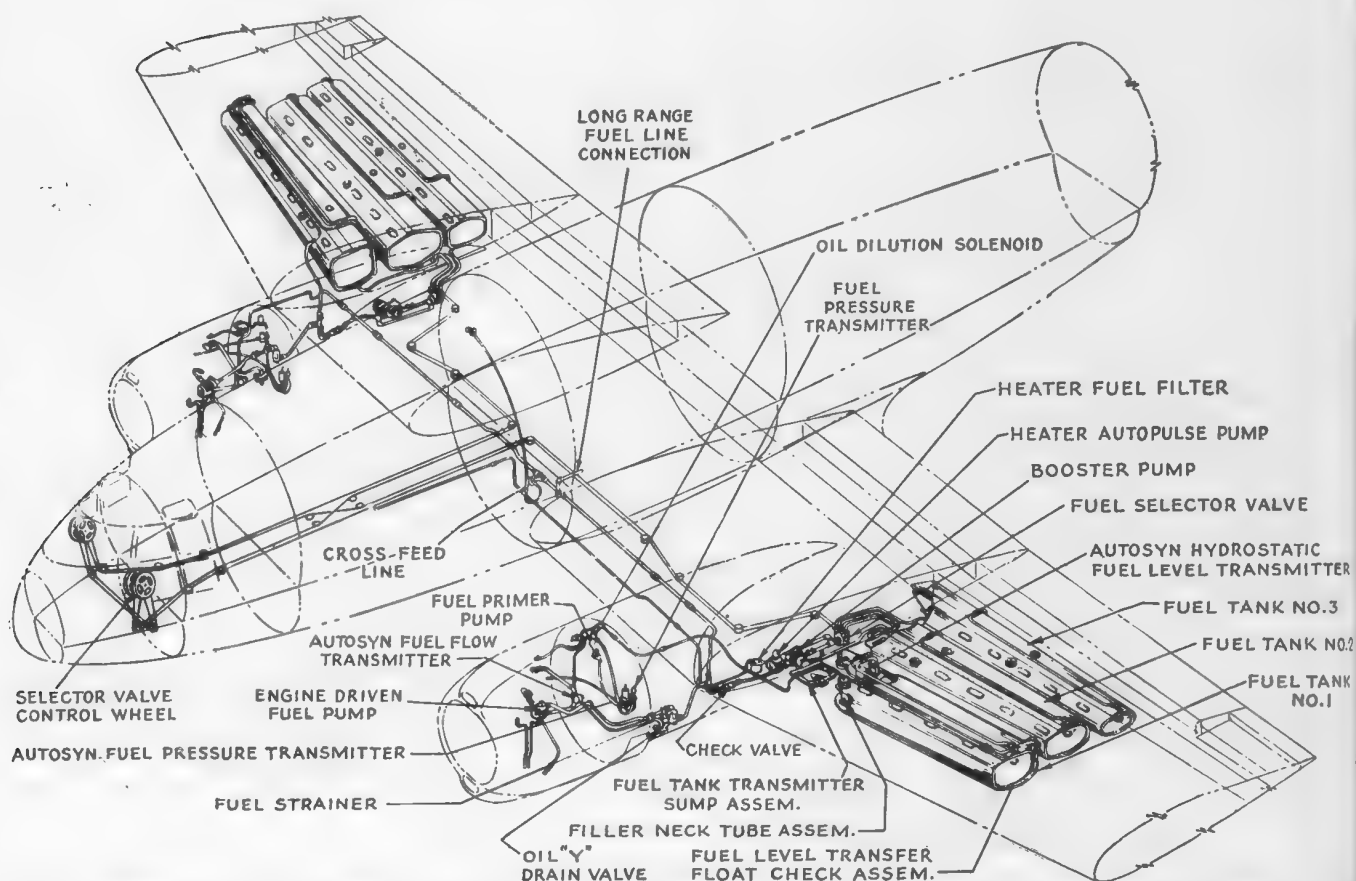 LONG RANGE
FUEL LINE
CONNECTION
OIL DILUTION SOLENOID
FUEL
PRESSURE
TRANSMITTER
HEATER FUEL FILTER
HEATER AUTOPULSE PUMP
BOOSTER PUMP
FUEL SELECTOR VALVE
AUTOSYN HYDROSTATIC
FUEL LEVEL TRANSMITTER
FUEL TANK NO.3
FUEL TANK NO.2
FUEL TANK
NO.1
CROSS-FEED
LINE
FUEL PRIMER
PUMP
AUTOSYN FUEL FLOW
TRANSMITTER
ENGINE DRIVEN
FUEL PUMP
SELECTOR VALVE
CONTROL WHEEL
AUTOSYN FUEL PRESSURE TRANSMITTER
FUEL STRAINER
CHECK VALVE
FUEL TANK TRANSMITTER
SUMP ASSEM.
FILLER NECK TUBE ASSEM.
OIL "Y"
DRAIN VALVE
FUEL LEVEL TRANSFER
FLOAT CHECK ASSEM.